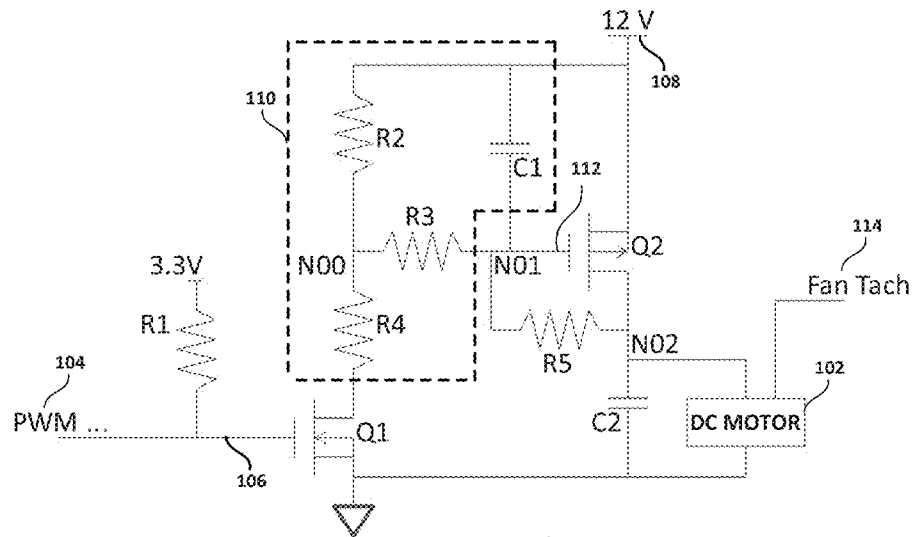 12 V
108
110
R2
C1
112
R3
Q2
114
N00
N01
3.3V
Fan Tach
R1
R4
R5
N02
104
102
PWM ...
Q1
C2
DC MOTOR
106